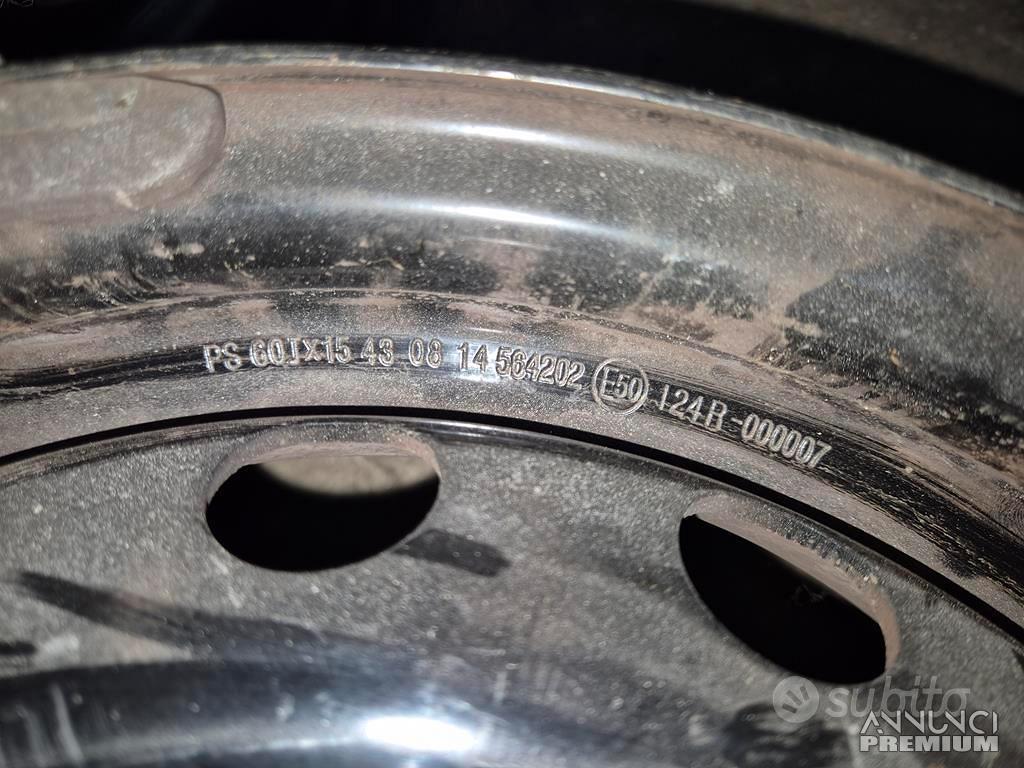 PS 60J×15 43 08 14 564202 E50 124R-000007
subito
ANNUNCI
PREMIUM